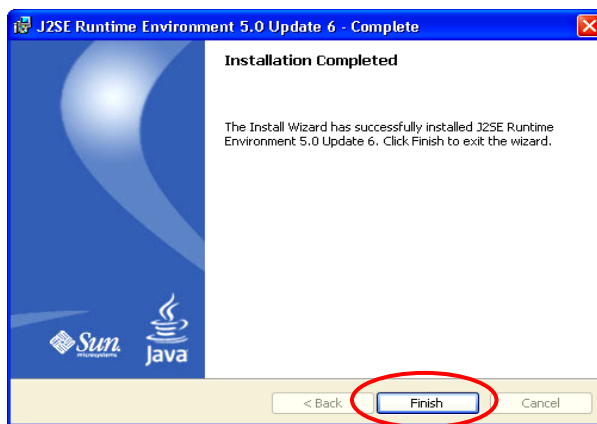 J2SE Runtime Environment 5.0 Update 6 - Complete
Installation Completed
The Install Wizard has successfully installed J2SE Runtime
Environment 5.0 Update 6. Click Finish to exit the wizard.
Sun
microsystems
Java
< Back
Finish
Cancel